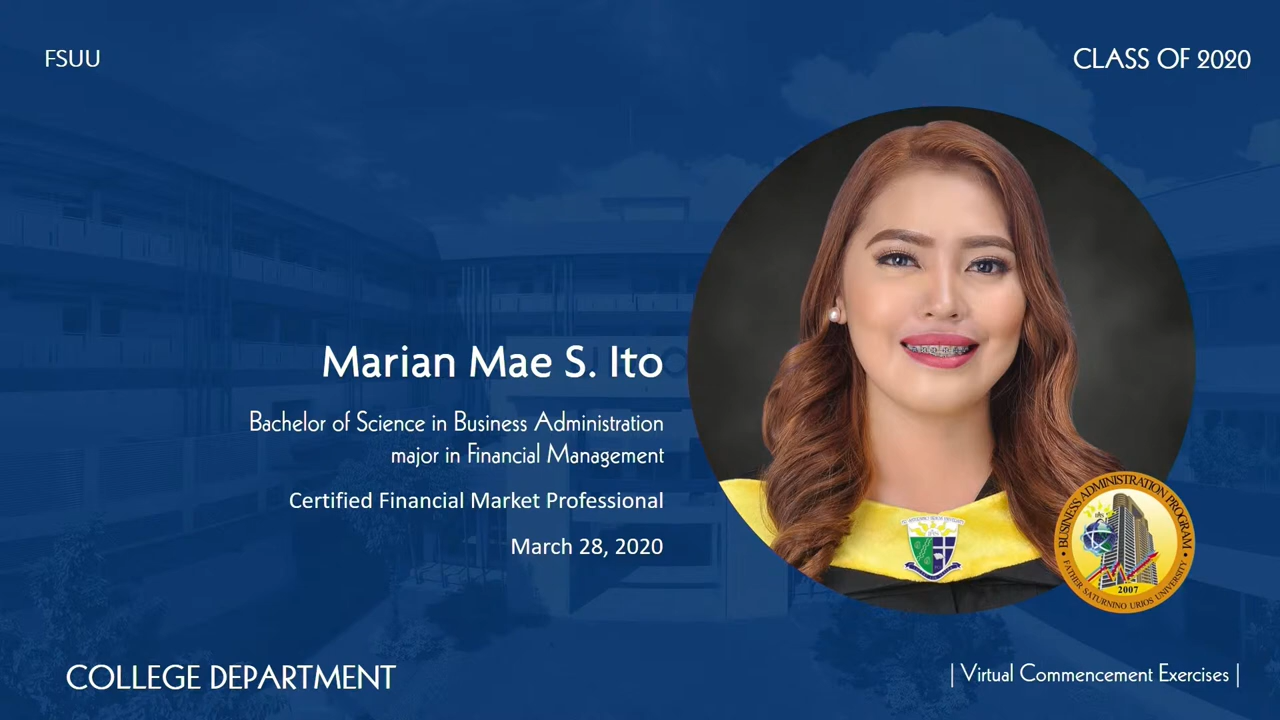 FSUU
CLASS OF 2020
Marian Mae S. Ito
Bachelor of Science in Business Administration
major in Financial Management
Certified Financial Market Professional
March 28, 2020
BUSINESS ADMINISTRATION PROGRAM
FATHER SATURNINO URIOS UNIVERSITY
2007
COLLEGE DEPARTMENT
| Virtual Commencement Exercises |